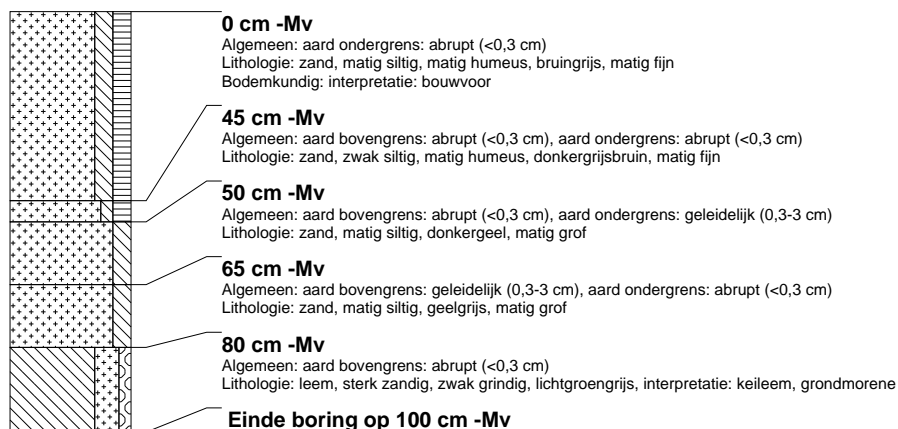 0 cm -Mv
Algemeen: aard ondergrens: abrupt (<0,3 cm)
Lithologie: zand, matig siltig, matig humeus, bruingrijs, matig fijn
Bodemkundig: interpretatie: bouwvoor
45 cm -Mv
Algemeen: aard bovengrens: abrupt (<0,3 cm), aard ondergrens: abrupt (<0,3 cm)
Lithologie: zand, zwak siltig, matig humeus, donkergrijsbruin, matig fijn
50 cm -Mv
Algemeen: aard bovengrens: abrupt (<0,3 cm), aard ondergrens: geleidelijk (0,3-3 cm)
Lithologie: zand, matig siltig, donkergeel, matig grof
65 cm -Mv
Algemeen: aard bovengrens: geleidelijk (0,3-3 cm), aard ondergrens: abrupt (<0,3 cm)
Lithologie: zand, matig siltig, geelgrijs, matig grof
80 cm -Mv
Algemeen: aard bovengrens: abrupt (<0,3 cm)
Lithologie: leem, sterk zandig, zwak grindig, lichtgroengrijs, interpretatie: keileem, grondmorene
Einde boring op 100 cm -Mv